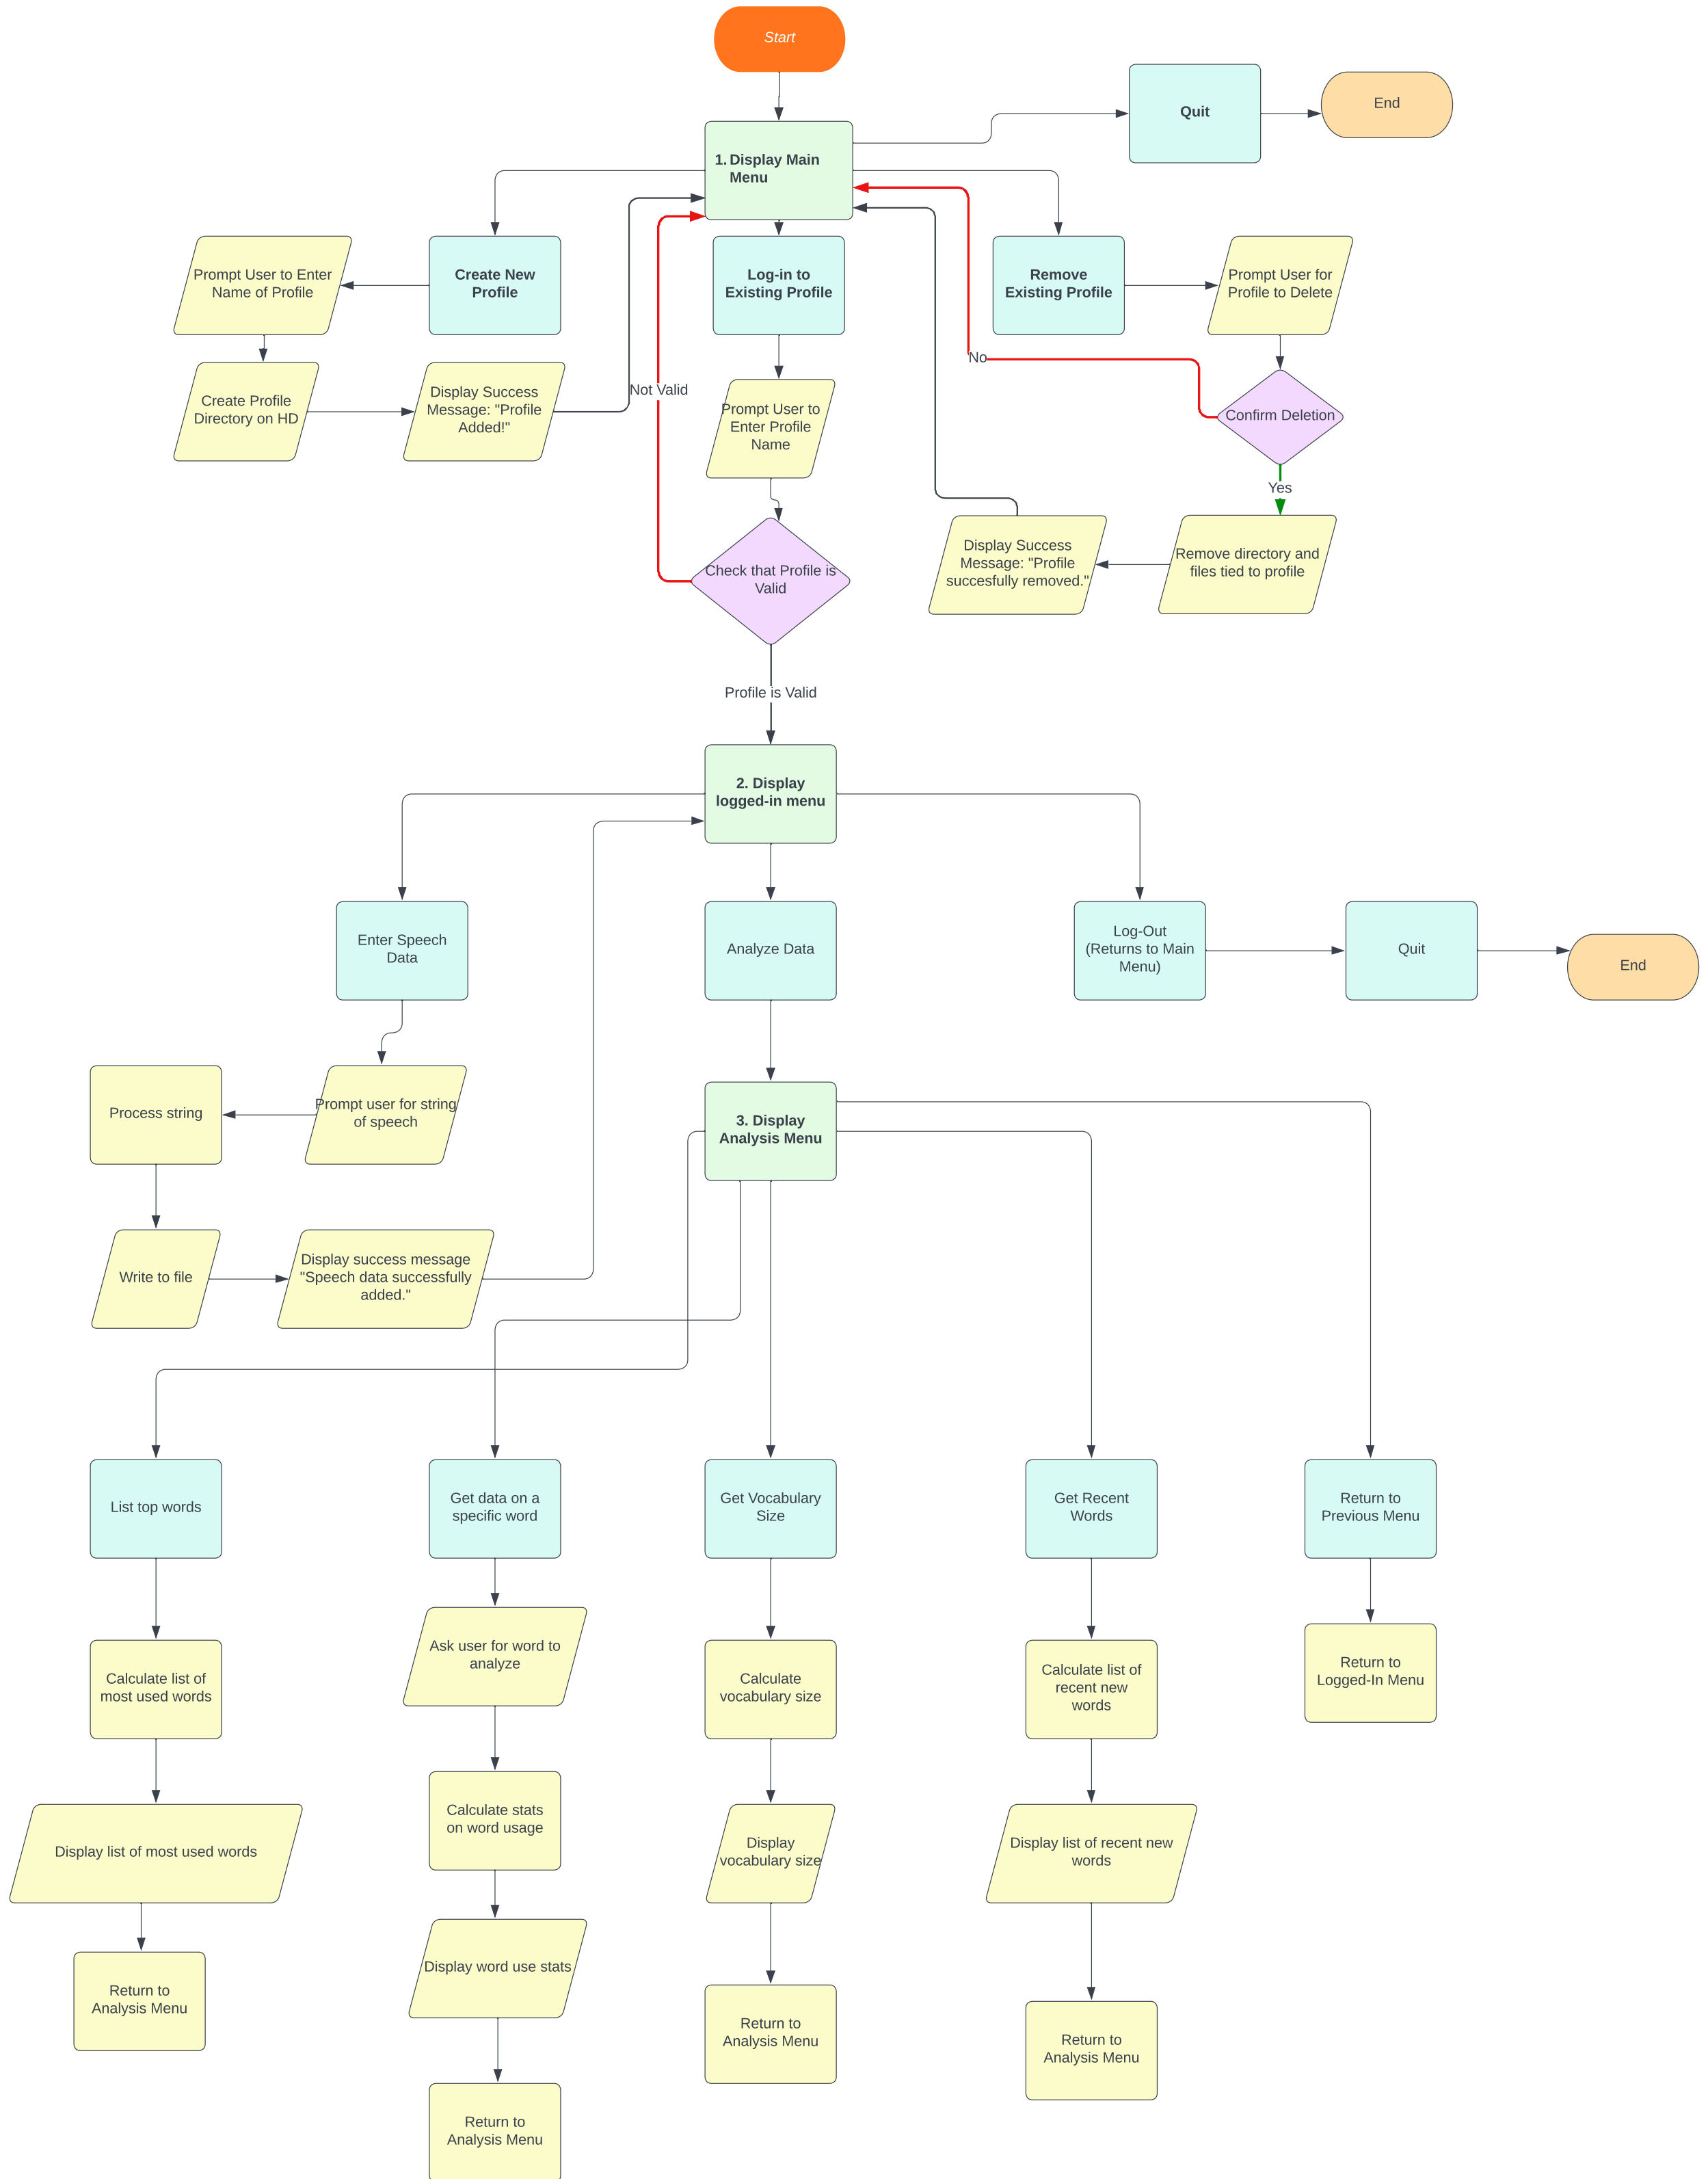 Start
Quit
End
1. Display Main
Menu
Create New
Profile
Prompt User to Enter
Name of Profile
Create Profile
Directory on HD
Display Success
Message: "Profile
Added!"
Not Valid
Log-in to
Existing Profile
Prompt User to
Enter Profile
Name
Check that Profile is
Valid
Remove
Existing Profile
Prompt User for
Profile to Delete
No
Confirm Deletion
Yes
Remove directory and
files tied to profile
Display Success
Message: "Profile
succesfully removed."
Profile is Valid
2. Display
logged-in menu
Enter Speech
Data
Analyze Data
Log-Out
(Returns to Main
Menu)
Quit
End
Prompt user for string
of speech
Process string
Write to file
Display success message
"Speech data successfully
added."
3. Display
Analysis Menu
List top words
Calculate list of
most used words
Display list of most used words
Return to
Analysis Menu
Get data on a
specific word
Ask user for word to
analyze
Calculate stats
on word usage
Display word use stats
Return to
Analysis Menu
Get Vocabulary
Size
Calculate
vocabulary size
Display
vocabulary size
Return to
Analysis Menu
Get Recent
Words
Calculate list of
recent new
words
Display list of recent new
words
Return to
Analysis Menu
Return to
Previous Menu
Return to
Logged-In Menu